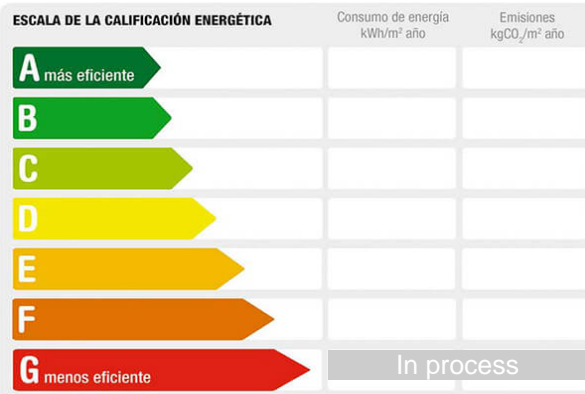 ESCALA DE LA CALIFICACIÓN ENERGÉTICA
Consumo de energía
kWh/m² año
Emisiones
kgCO₂/m² año
A más eficiente
B
C
D
E
F
G menos eficiente
In process